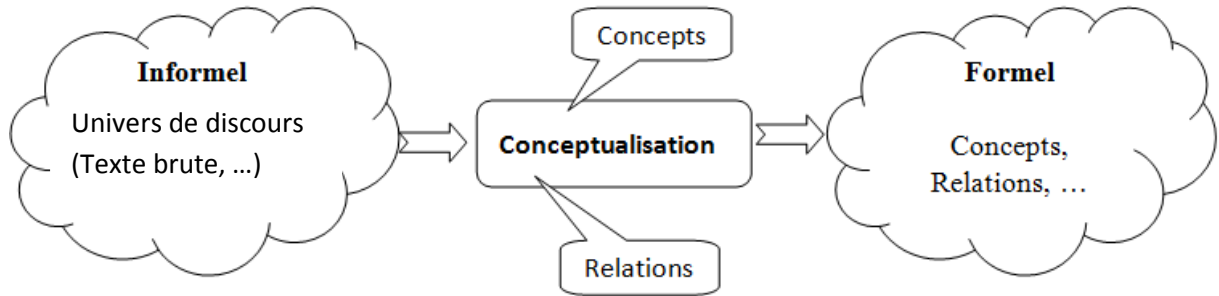 Informel
Univers de discours
(Texte brute, …)
Concepts
Conceptualisation
Relations
Formel
Concepts,
Relations, …